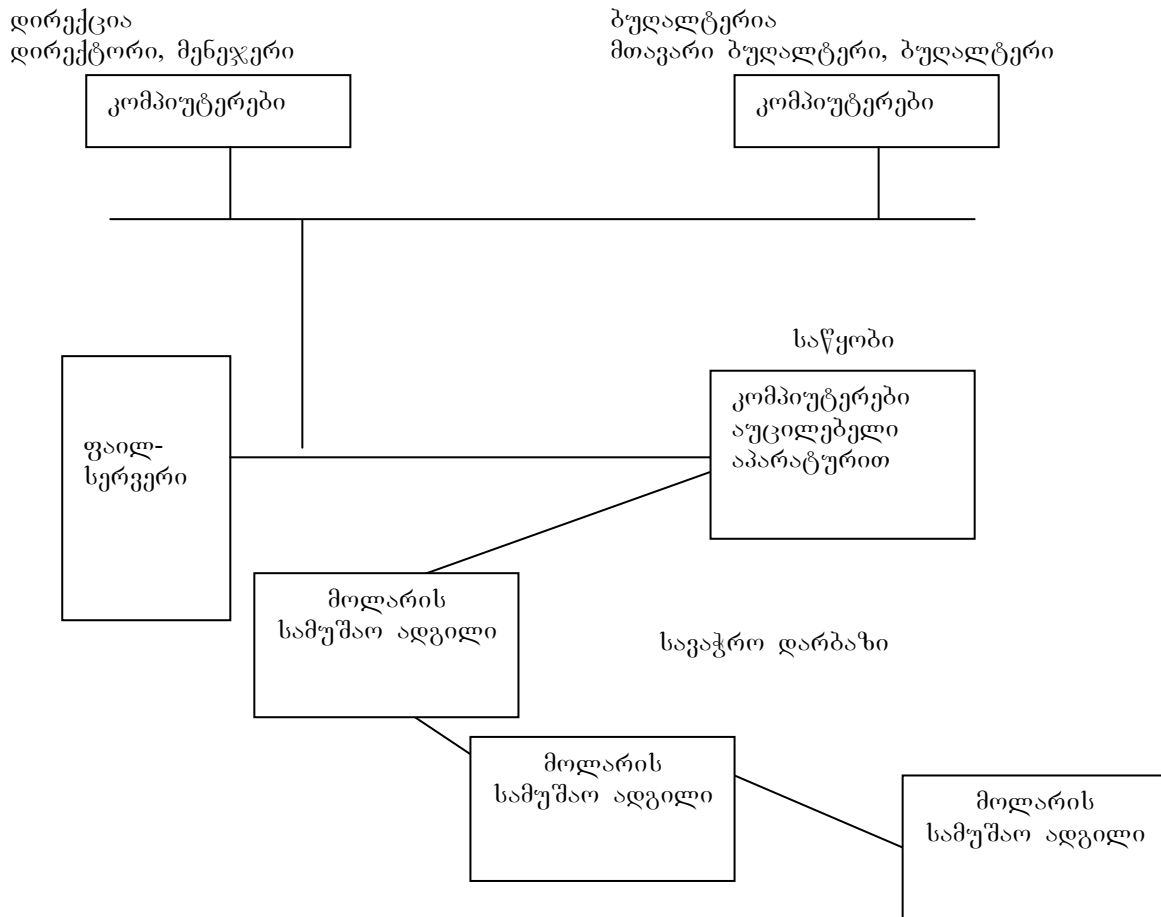 დირექცია
დირექტორი, მენეჯერი
კომპიუტერები
ბუღალტერია
მთავარი ბუღალტერი, ბუღალტერი
კომპიუტერები
საწყობი
კომპიუტერები
აუცილებელი
აპარატურით
ფაილ-
სერვერი
მოლარის
სამუშაო ადგილი
სავაჭრო დარბაზი
მოლარის
სამუშაო ადგილი
მოლარის
სამუშაო ადგილი